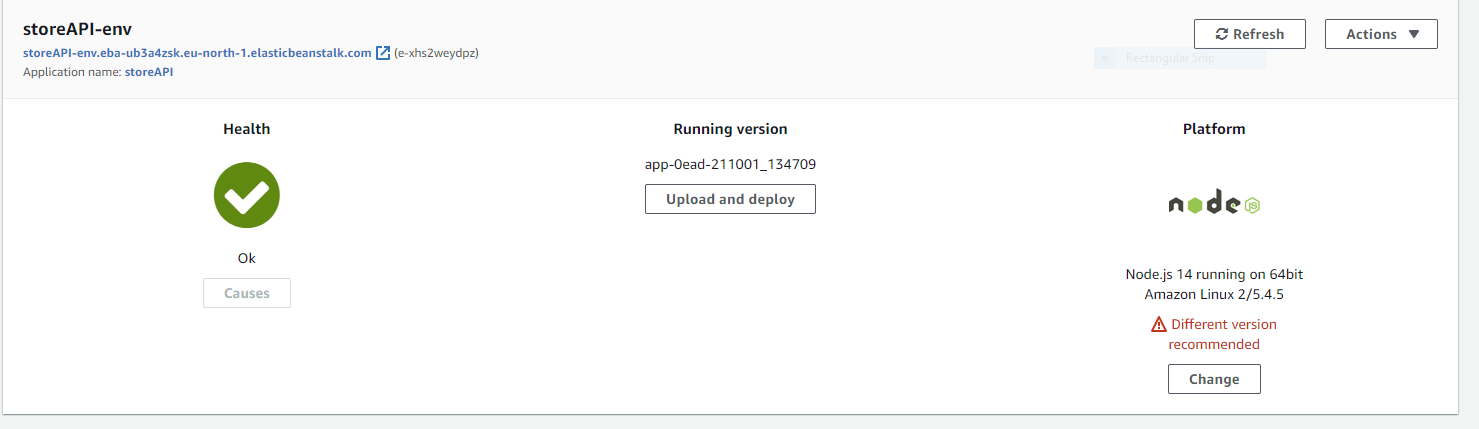 storeAPI-env
Refresh
Actions
storeAPI-env.eba-ub3a4zsk.eu-north-1.elasticbeanstalk.com (e-xhs2weydpz)
Rectangular Snip
Application name: storeAPI
Health
Running version
Platform
app-0ead-211001_134709
Upload and deploy
node JS
Ok
Causes
Node.js 14 running on 64bit
Amazon Linux 2/5.4.5
Different version
recommended
Change